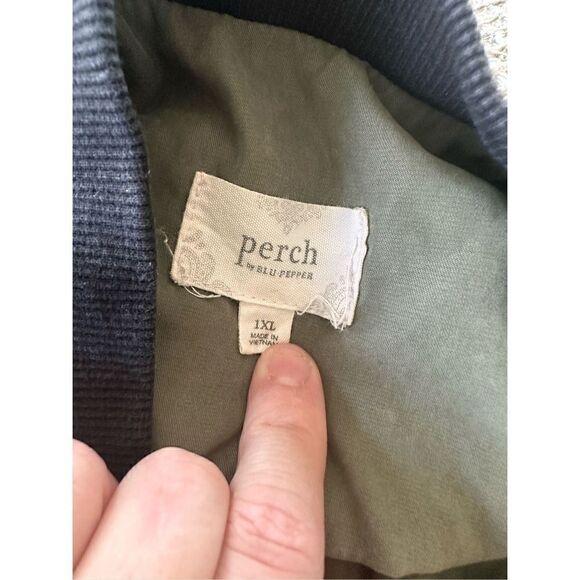 perch
by BLU PEPPER
1XL
MADE IN
VIETNAM